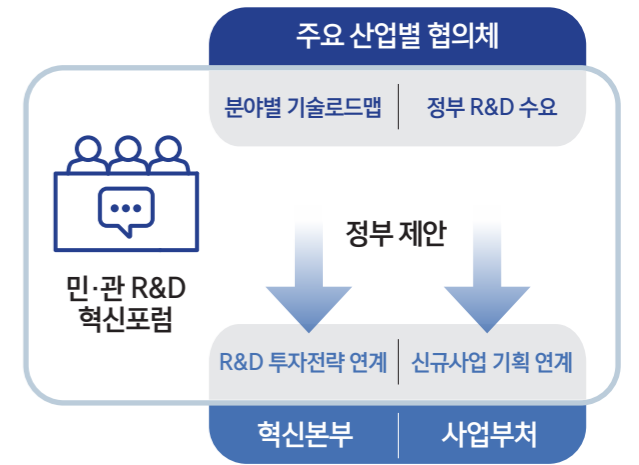 주요 산업별 협의체
분야별 기술로드맵 정부 R&D 수요
정부 제안
민·관 R&D
혁신포럼
R&D 투자전략 연계 신규사업 기획 연계
혁신본부 사업부처